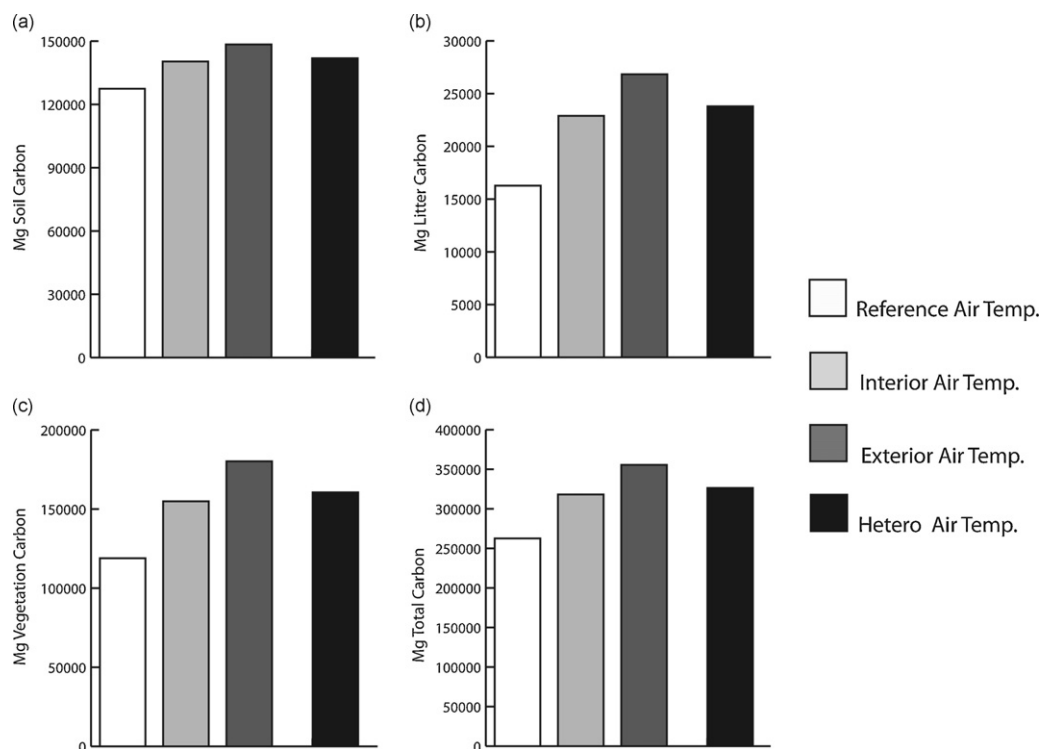 (a)
150000
120000
90000
60000
30000
0
Mg Soil Carbon
(b)
30000
25000
20000
15000
10000
5000
0
Mg Litter Carbon
(c)
200000
150000
100000
50000
0
Mg Vegetation Carbon
(d)
400000
350000
300000
250000
200000
150000
100000
50000
0
Mg Total Carbon
Reference Air Temp.
Interior Air Temp.
Exterior Air Temp.
Hetero Air Temp.